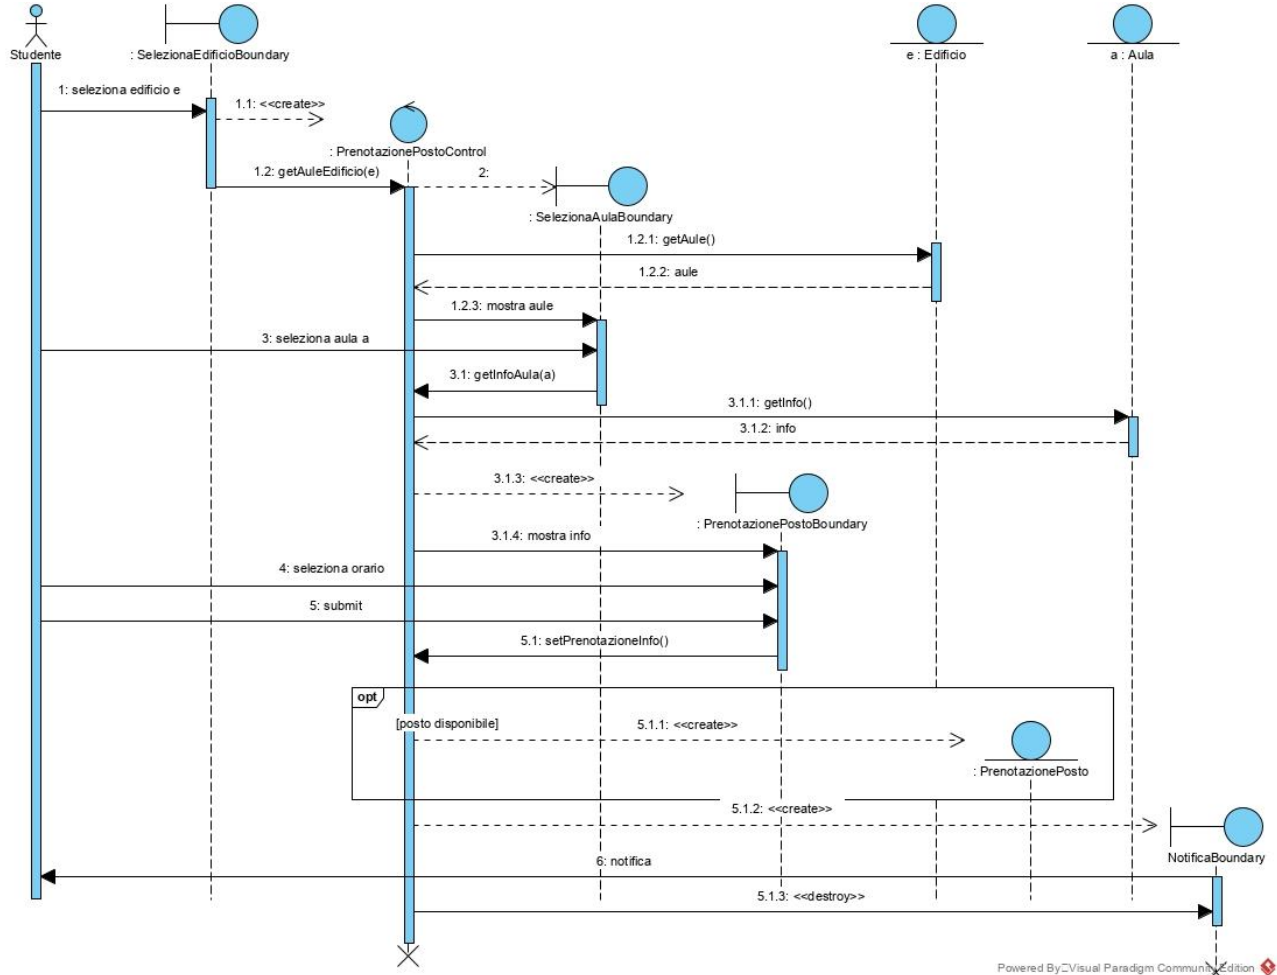 Studente
: SelezionaEdificioBoundary
e : Edificio
a : Aula
1: seleziona edificio e
1.1: <<create>>
: PrenotazionePostoControl
1.2: getAuleEdificio(e)
2:
: SelezionaAulaBoundary
1.2.1: getAule()
1.2.2: aule
1.2.3: mostra aule
3: seleziona aula a
3.1: getInfoAula(a)
3.1.1: getInfo()
3.1.2: info
3.1.3: <<create>>
: PrenotazionePostoBoundary
3.1.4: mostra info
4: seleziona orario
5: submit
5.1: setPrenotazioneInfo()
opt
[posto disponibile]
5.1.1: <<create>>
: PrenotazionePosto
5.1.2: <<create>>
NotificaBoundary
6: notifica
5.1.3: <<destroy>>
Powered By Visual Paradigm Community Edition